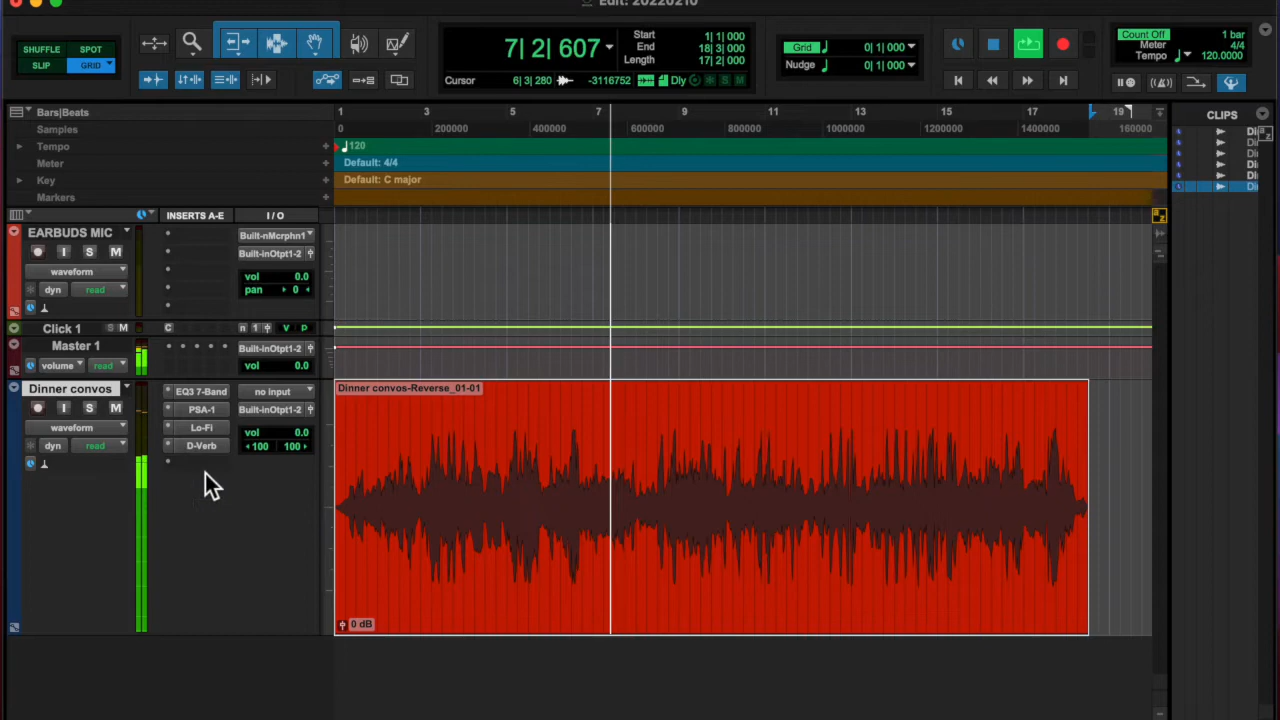 Edit: 20220210
SHUFFLE SPOT
SLIP GRID
7| 2| 607
Start 1| 1| 000
End 18| 3| 000
Length 17| 2| 000
Cursor 6| 3| 280 -3116752 Dly S M
Grid 0| 1| 000
Nudge 0| 1| 000
Count Off 1 bar
Meter 4/4
Tempo 120.0000
Bars|Beats 1 3 5 7 9 11 13 15 17 19
Samples 0 200000 400000 600000 800000 1000000 1200000 1400000 160000
Tempo 120
Meter Default: 4/4
Key Default: C major
Markers
CLIPS
Di
Di
Di
Di
Di
Di
INSERTS A-E I / O
EARBUDS MIC Built-nMcrphn1
I S M Built-inOtpt1-2
waveform vol 0.0
dyn read pan 0
Click 1 S M C n 1 V P
Master 1 Built-inOtpt1-2
volume read vol 0.0
Dinner convos EQ3 7-Band no input Dinner convos-Reverse_01-01
I S M PSA-1 Built-inOtpt1-2
waveform Lo-Fi vol 0.0
dyn read D-Verb 100 100
0 dB